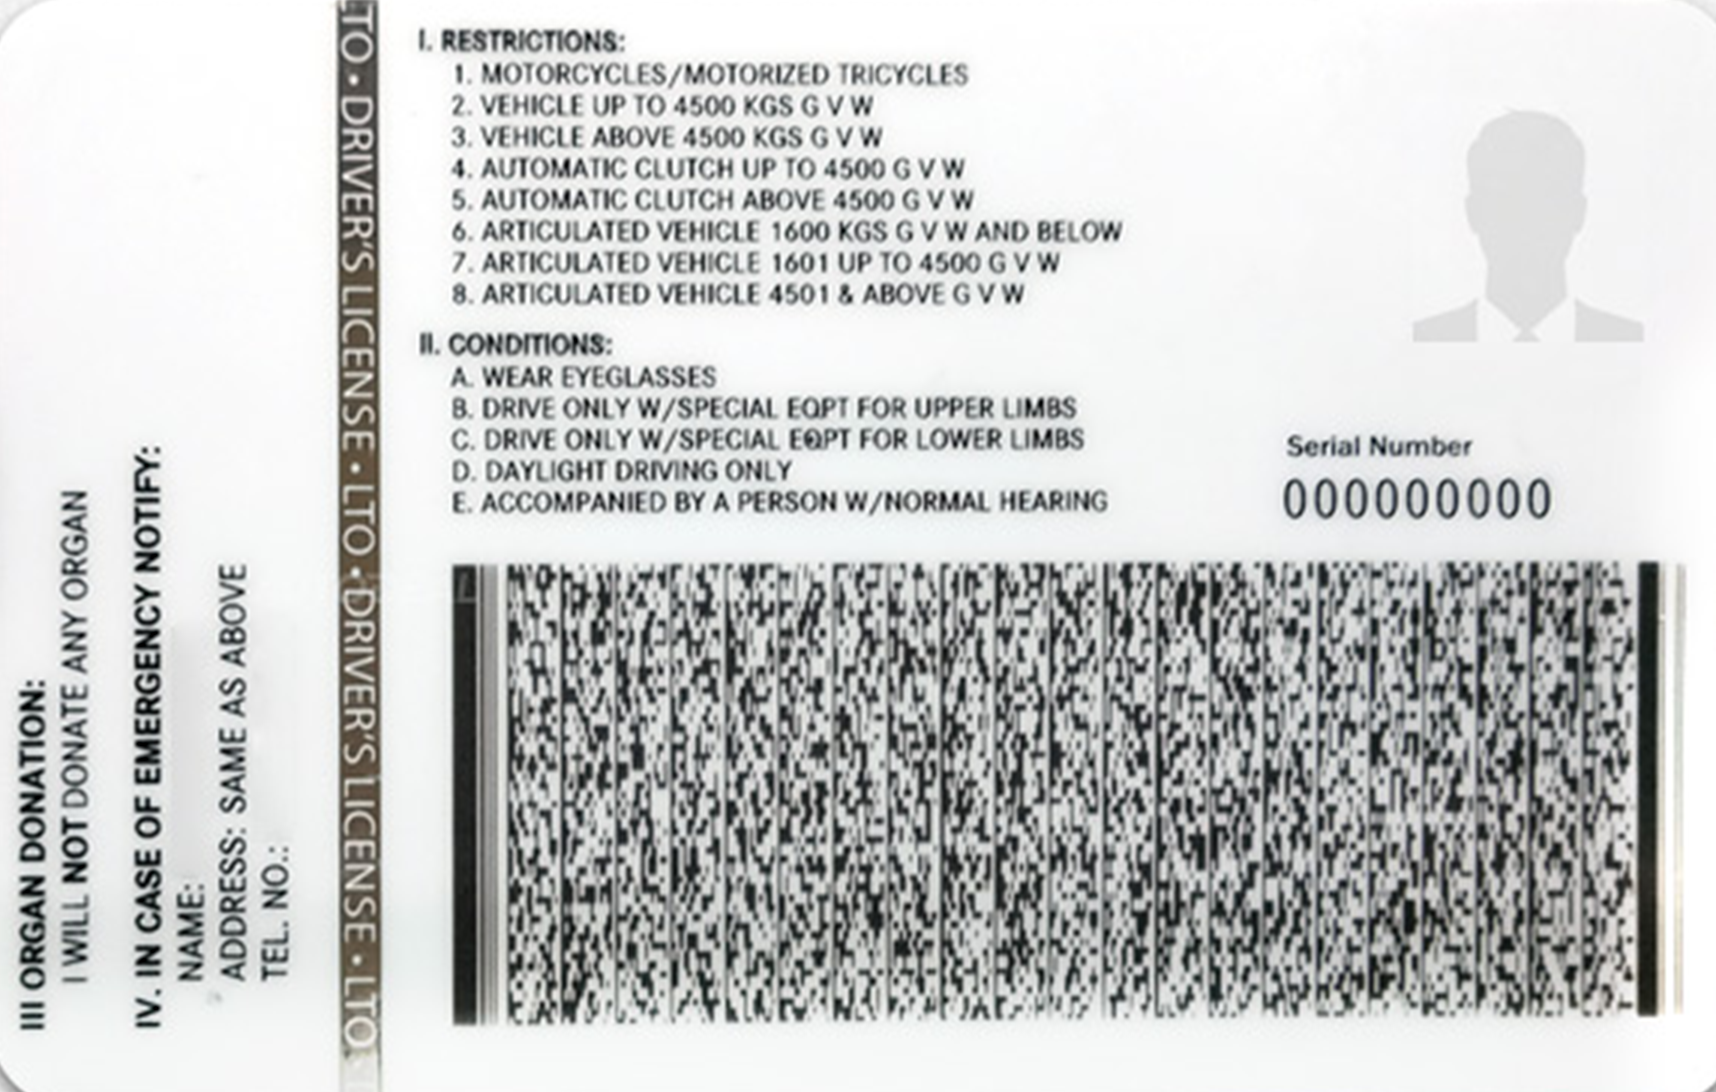 I. RESTRICTIONS:
1. MOTORCYCLES/MOTORIZED TRICYCLES
2. VEHICLE UP TO 4500 KGS G V W
3. VEHICLE ABOVE 4500 KGS G V W
4. AUTOMATIC CLUTCH UP TO 4500 G V W
5. AUTOMATIC CLUTCH ABOVE 4500 G V W
6. ARTICULATED VEHICLE 1600 KGS G V W AND BELOW
7. ARTICULATED VEHICLE 1601 UP TO 4500 G V W
8. ARTICULATED VEHICLE 4501 & ABOVE G V W
II. CONDITIONS:
A. WEAR EYEGLASSES
B. DRIVE ONLY W/SPECIAL EQPT FOR UPPER LIMBS
C. DRIVE ONLY W/SPECIAL EQPT FOR LOWER LIMBS
D. DAYLIGHT DRIVING ONLY
E. ACCOMPANIED BY A PERSON W/NORMAL HEARING
Serial Number
000000000
III ORGAN DONATION:
I WILL NOT DONATE ANY ORGAN
IV. IN CASE OF EMERGENCY NOTIFY:
NAME:
ADDRESS: SAME AS ABOVE
TEL. NO.:
LTO • DRIVER'S LICENSE • LTO • DRIVER'S LICENSE • LTO